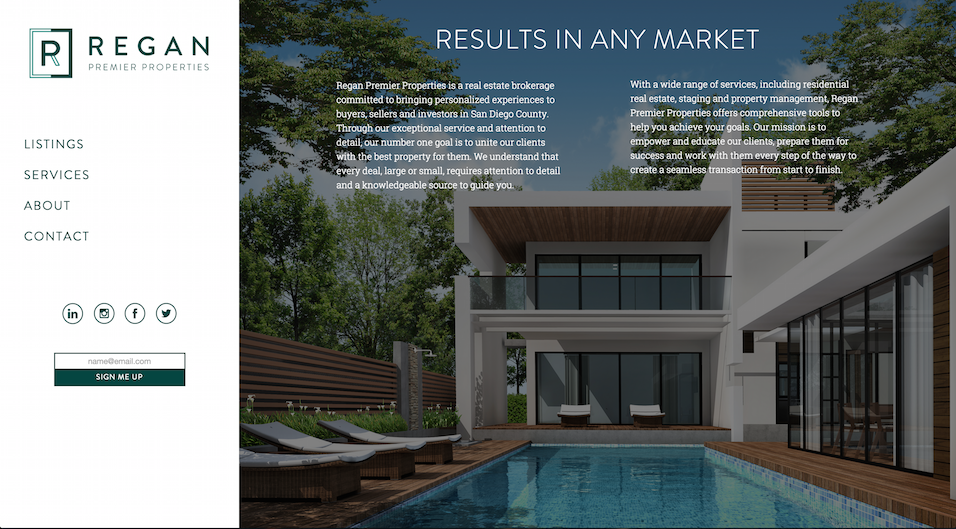 REGAN
PREMIER PROPERTIES
LISTINGS
SERVICES
ABOUT
CONTACT
name@email.com
SIGN ME UP
RESULTS IN ANY MARKET
Regan Premier Properties is a real estate brokerage
committed to bringing personalized experiences to
buyers, sellers and investors in San Diego County.
Through our exceptional service and attention to
detail, our number one goal is to unite our clients
with the best property for them. We understand that
every deal, large or small, requires attention to detail
and a knowledgeable source to guide you.
With a wide range of services, including residential
real estate, staging and property management, Regan
Premier Properties offers comprehensive tools to
help you achieve your goals. Our mission is to
empower and educate our clients, prepare them for
success and work with them every step of the way to
create a seamless transaction from start to finish.